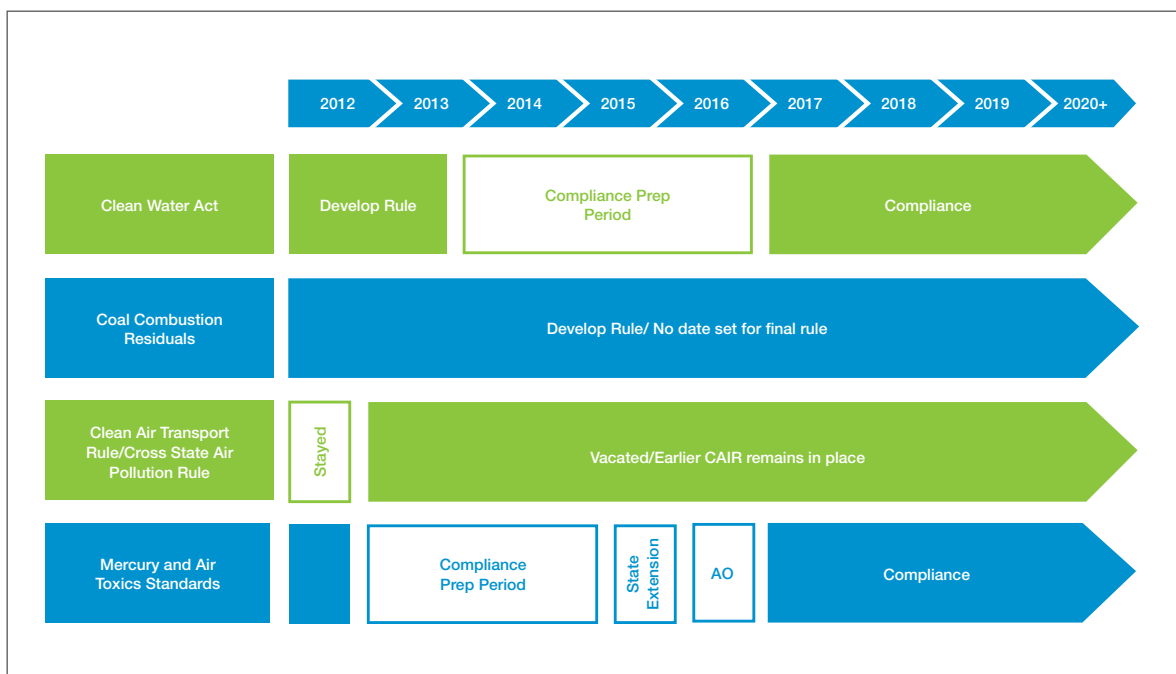 2012 2013 2014 2015 2016 2017 2018 2019 2020+
Clean Water Act
Develop Rule
Compliance Prep
Period
Compliance
Coal Combustion
Residuals
Develop Rule/ No date set for final rule
Clean Air Transport
Rule/Cross State Air
Pollution Rule
Stayed
Vacated/Earlier CAIR remains in place
Mercury and Air
Toxics Standards
Compliance
Prep Period
State
Extension
AO
Compliance